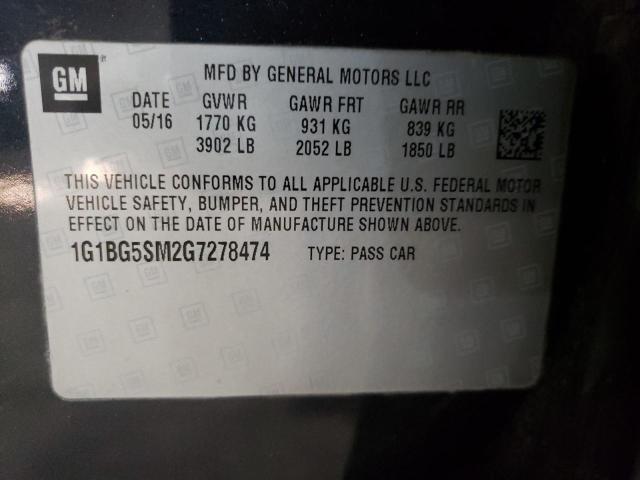 GM
MFD BY GENERAL MOTORS LLC
DATE GVWR GAWR FRT GAWR RR
05/16 1770 KG 931 KG 839 KG
3902 LB 2052 LB 1850 LB
THIS VEHICLE CONFORMS TO ALL APPLICABLE U.S. FEDERAL MOTOR
VEHICLE SAFETY, BUMPER, AND THEFT PREVENTION STANDARDS IN
EFFECT ON THE DATE OF MANUFACTURE SHOWN ABOVE.
1G1BG5SM2G7278474 TYPE: PASS CAR